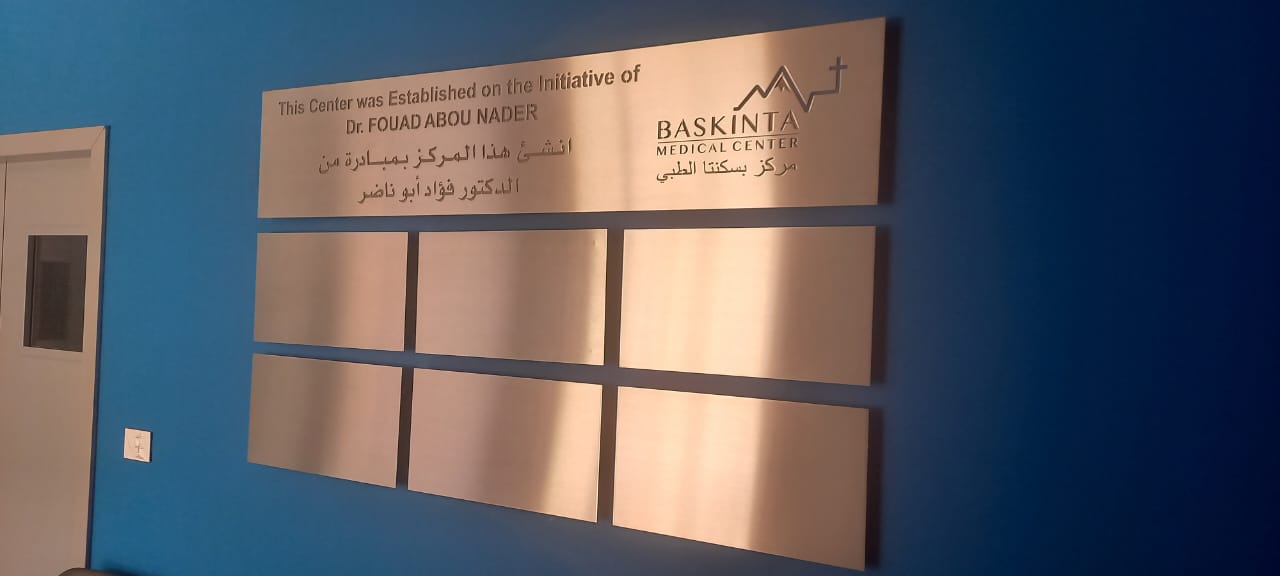 This Center was Established on the Initiative of
Dr. FOUAD ABOU NADER
انشئ هذا المركز بمبادرة من
الدكتور فؤاد أبو ناضر
BASKINTA
MEDICAL CENTER
مركز بسكنتا الطبي